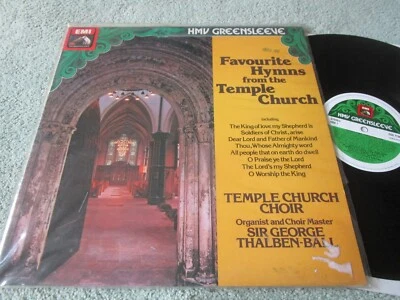 EMI
HMV GREENSLEEVE
Favourite
Hymns
from the
Temple
Church
including
The King of love my Shepherd is
Soldiers of Christ, arise
Dear Lord and Father of Mankind
Thou, Whose Almighty word
All people that on earth do dwell
O Praise ye the Lord
The Lord's my Shepherd
O Worship the King
TEMPLE CHURCH
CHOIR
Organist and Choir Master
SIR GEORGE
THALBEN-BALL
HMV GREENSLEEVE